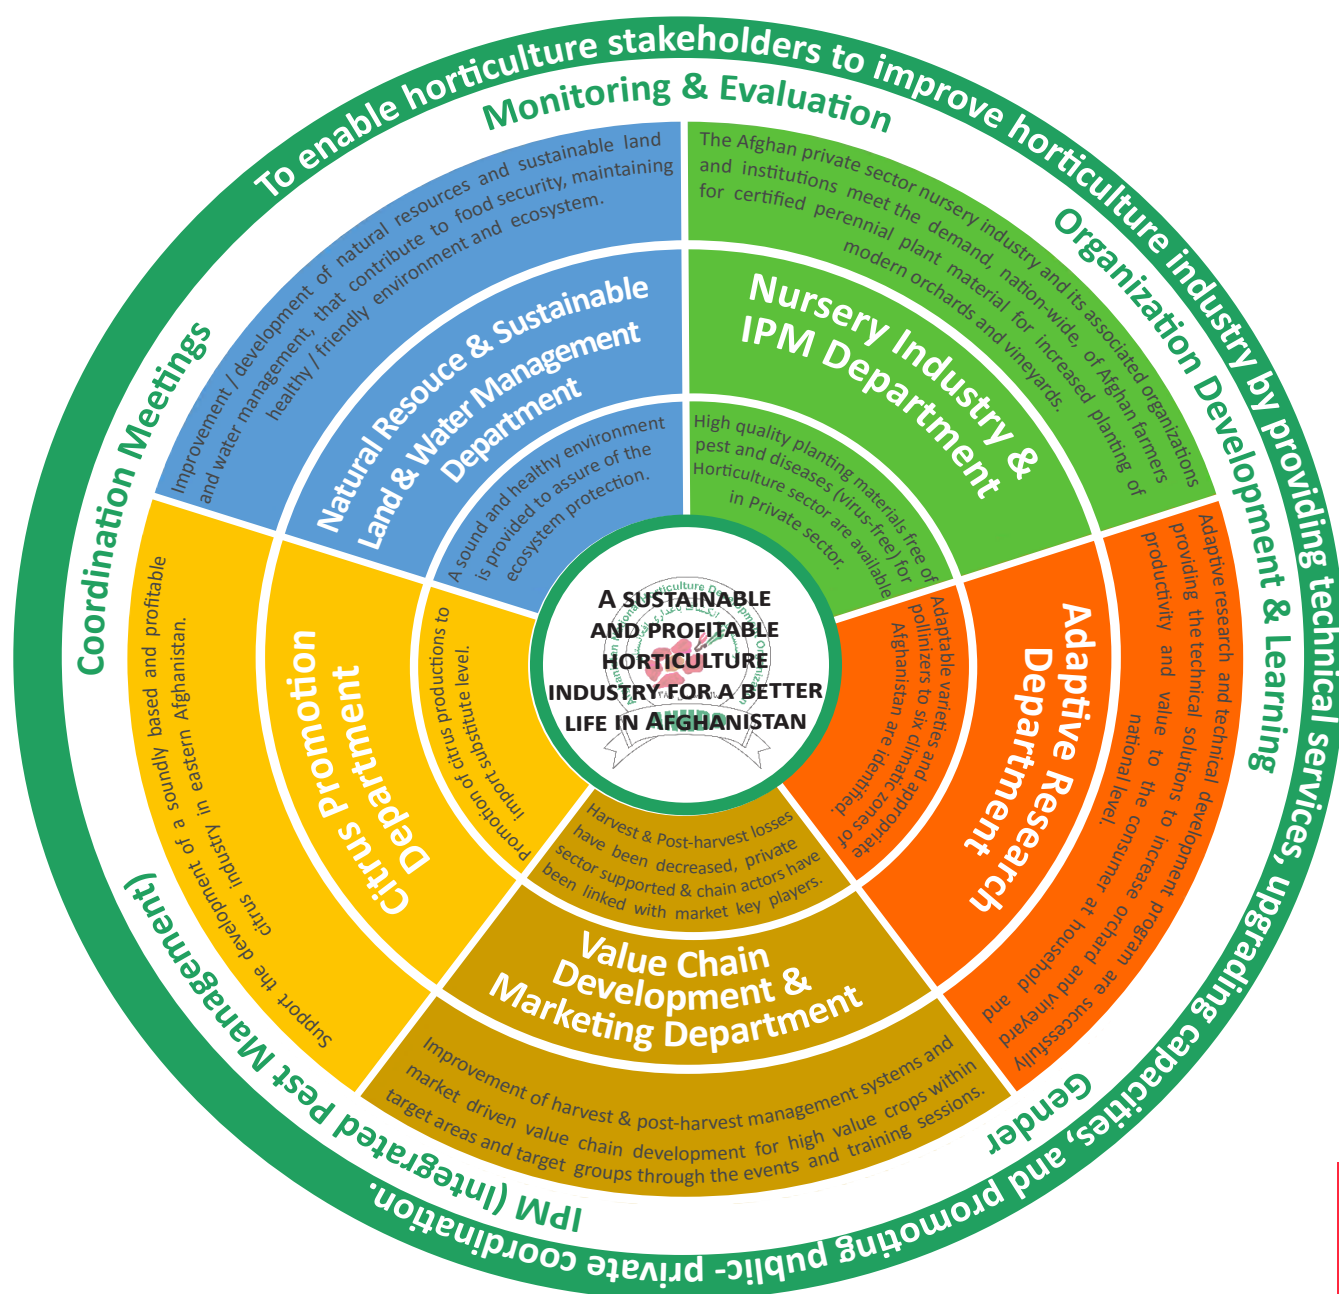 To enable horticulture stakeholders to improve horticulture industry by providing technical services, upgrading capacities, and promoting public- private coordination.
Monitoring & Evaluation
Organization Development & Learning
Gender
IPM (Integrated Pest Management)
Coordination Meetings
The Afghan private sector nursery industry and its associated organizations
and institutions meet the demand, nation-wide, of Afghan farmers
for certified perennial plant material for increased planting of
modern orchards and vineyards.
Nursery Industry &
IPM Department
High quality planting materials free of
pest and diseases (virus-free) for
Horticulture sector are available
in Private sector.
Adaptive research and technical development program are successfully
providing the technical solutions to increase orchard and vineyard
productivity and value to the consumer at household and
national level.
Adaptive Research
Department
Adaptable varieties and appropriate
pollinizers to six climatic zones of
Afghanistan are identified.
Harvest & Post-harvest losses
have been decreased, private
sector supported & chain actors have
been linked with market key players.
Value Chain
Development &
Marketing Department
Improvement of harvest & post-harvest management systems and
market driven value chain development for high value crops within
target areas and target groups through the events and training sessions.
Support the development of a soundly based and profitable
citrus industry in eastern Afghanistan.
Citrus Promotion
Department
Promotion of citrus productions to
import substitute level.
Improvement / development of natural resources and sustainable land
and water management, that contribute to food security, maintaining
healthy / friendly environment and ecosystem.
Natural Resouce & Sustainable
Land & Water Management
Department
A sound and healthy environment
is provided to assure of the
ecosystem protection.
A SUSTAINABLE
AND PROFITABLE
HORTICULTURE
INDUSTRY FOR A BETTER
LIFE IN AFGHANISTAN
Afghanistan National Horticulture Development Organization
ANHDO